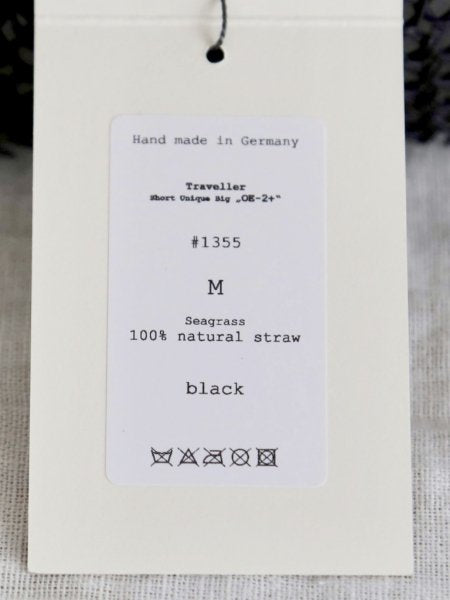 Hand made in Germany
Traveller
Short Unique Big „OE-2+“
#1355
M
Seagrass
100% natural straw
black